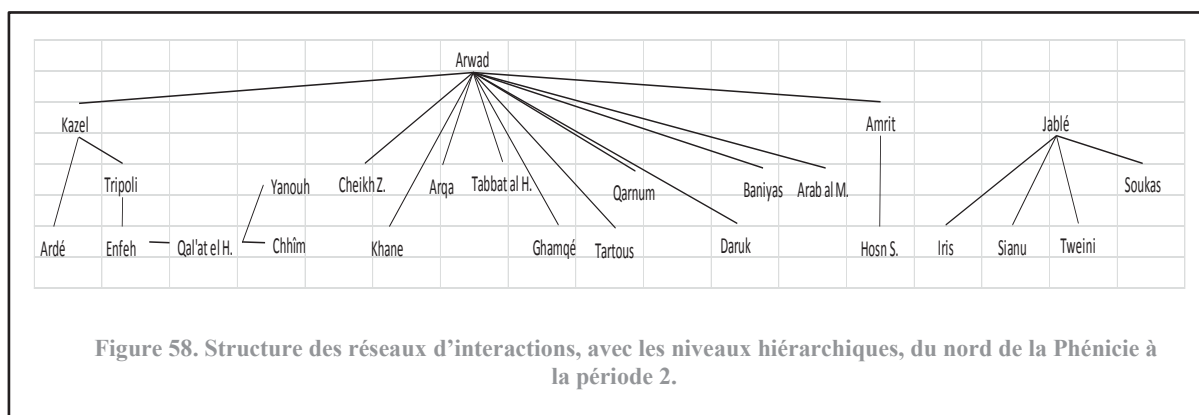 Arwad
Kazel Amrit Jablé
Tripoli Yanouh Cheikh Z. Arqa Tabbat al H. Qarnum Baniyas Arab al M. Soukas
Ardé Enfeh Qal'at el H. Chhîm Khane Ghamqé Tartous Daruk Hosn S. Iris Sianu Tweini
Figure 58. Structure des réseaux d’interactions, avec les niveaux hiérarchiques, du nord de la Phénicie à
la période 2.